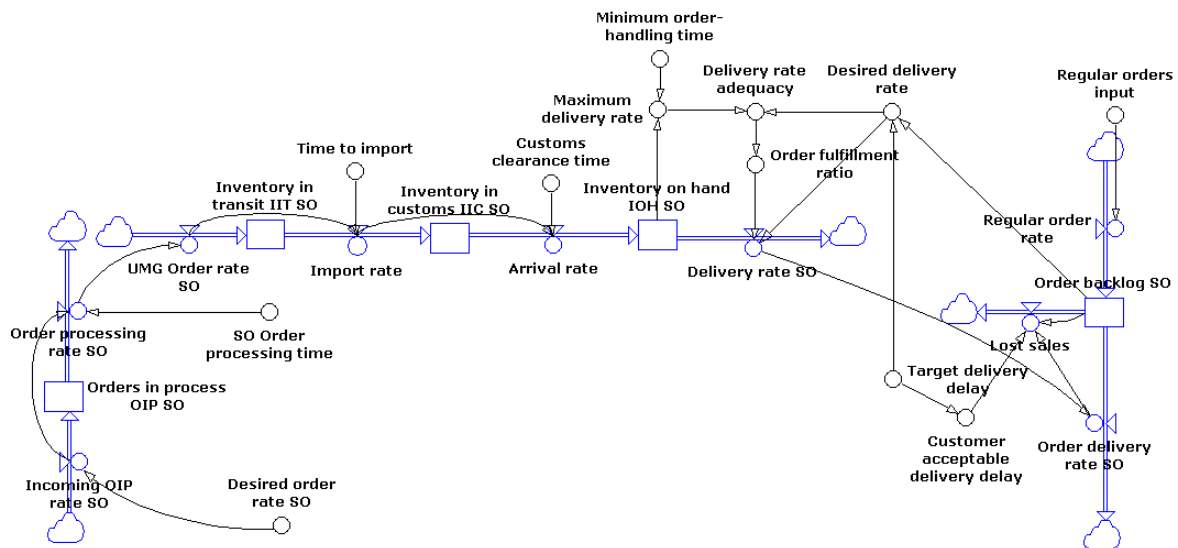 Minimum order-
handling time
Delivery rate
adequacy
Desired delivery
rate
Regular orders
input
Maximum
delivery rate
Customs
clearance time
Time to import
Order fulfillment
ratio
Inventory in
transit IIT SO
Inventory in
customs IIC SO
Inventory on hand
IOH SO
Regular order
rate
UMG Order rate
SO
Import rate
Arrival rate
Delivery rate SO
Order backlog SO
Order processing
rate SO
SO Order
processing time
Lost sales
Orders in process
OIP SO
Target delivery
delay
Customer
acceptable
delivery delay
Order delivery
rate SO
Incoming OIP
rate SO
Desired order
rate SO